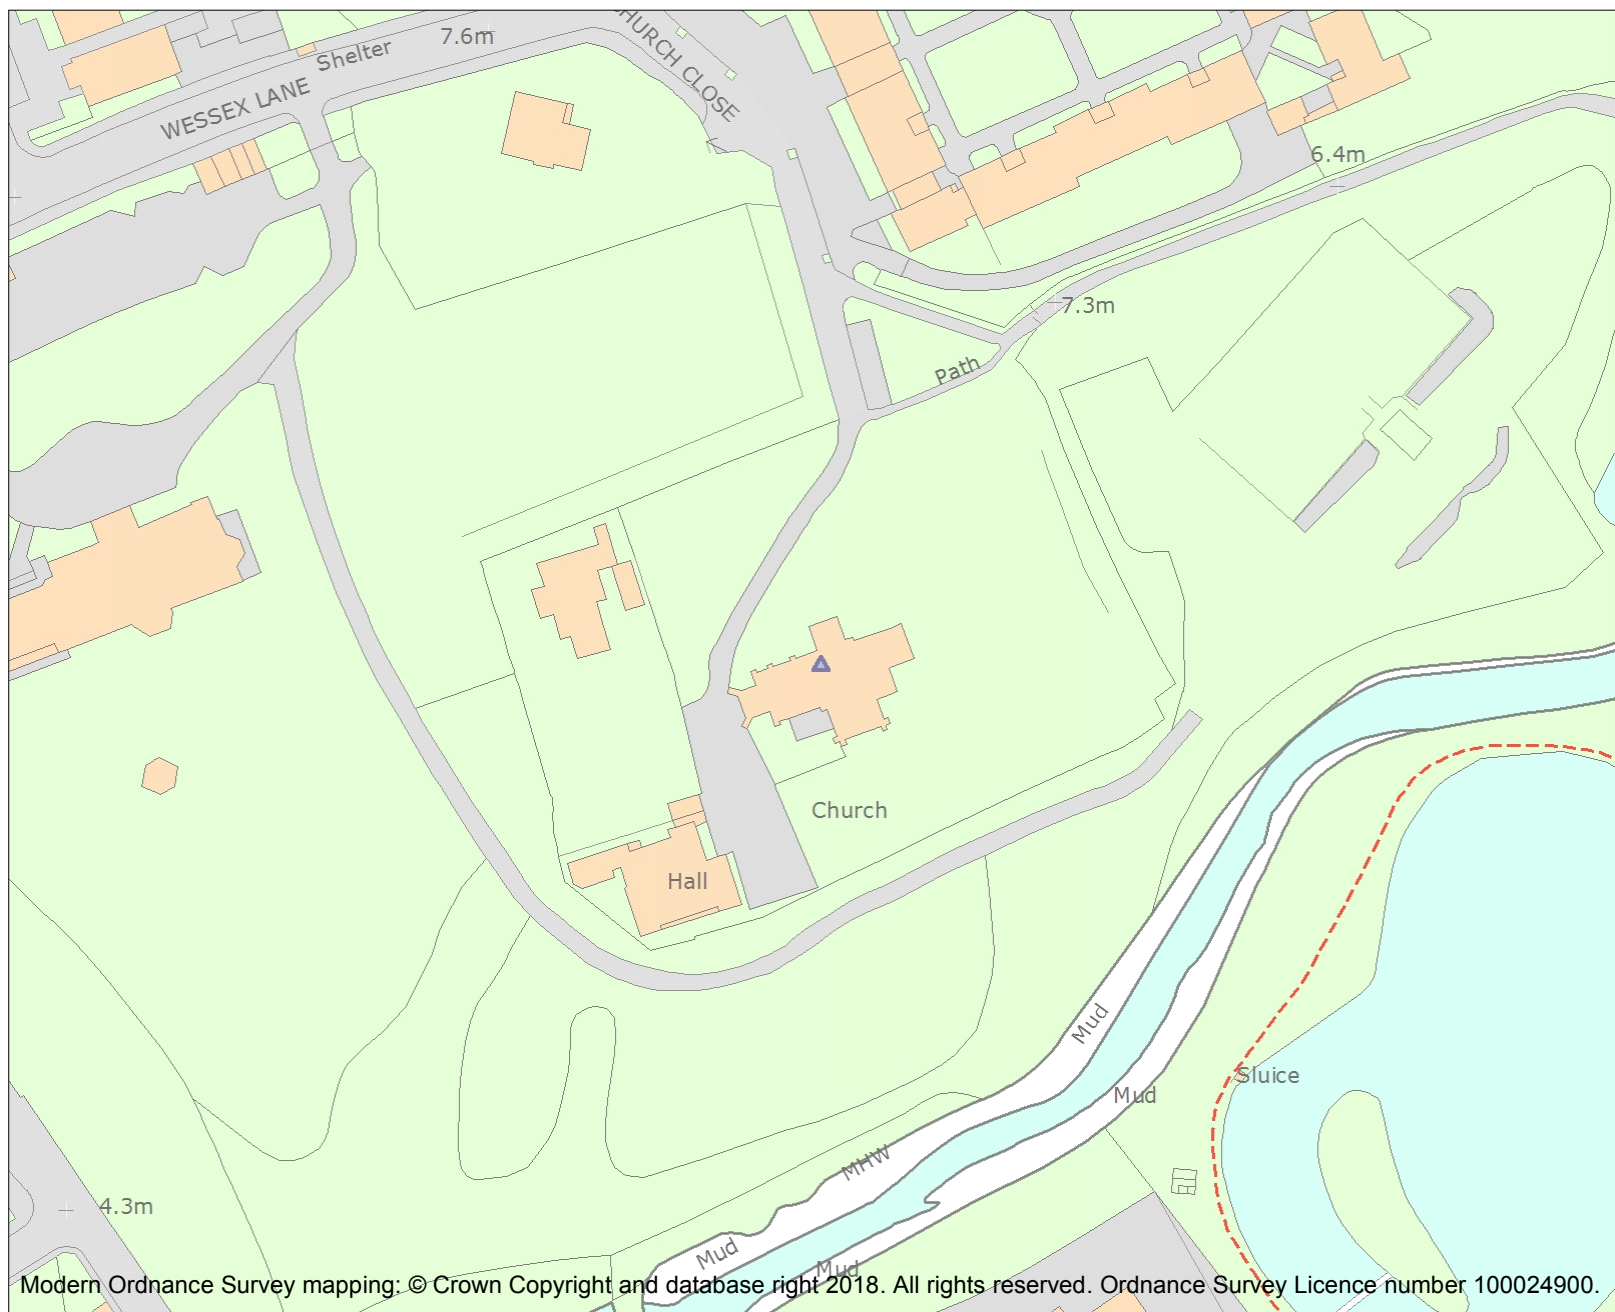 CHURCH CLOSE
7.6m
Shelter
WESSEX LANE
6.4m
7.3m
Path
Church
Hall
Mud
Sluice
Mud
MHW
4.3m
Mud
Mud
Modern Ordnance Survey mapping: © Crown Copyright and database right 2018. All rights reserved. Ordnance Survey Licence number 100024900.